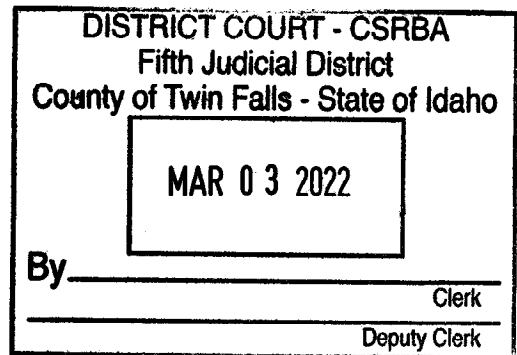 DISTRICT COURT - CSRBA
Fifth Judicial District
County of Twin Falls - State of Idaho
MAR 03 2022
By
Clerk
Deputy Clerk